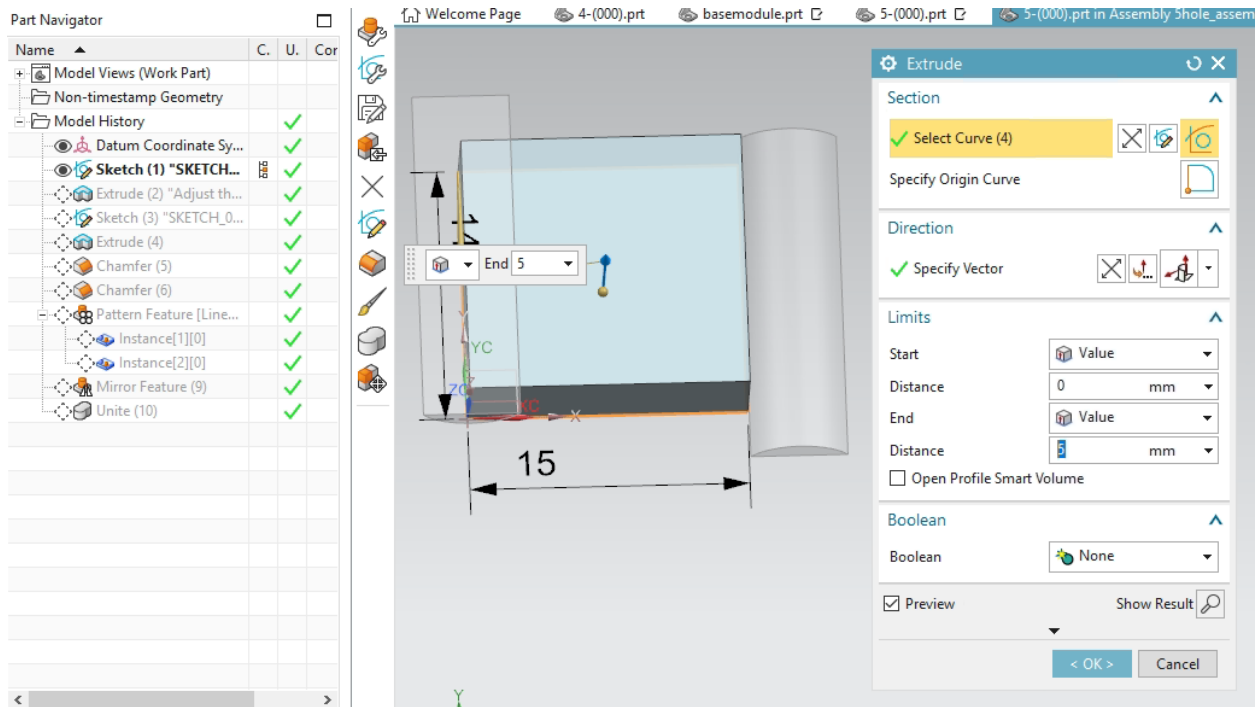 Part Navigator
Welcome Page
4-(000).prt
basemodule.prt
5-(000).prt
5-(000).prt in Assembly 5hole_assem
Name C. U. Cor
Model Views (Work Part)
Non-timestamp Geometry
Model History
Datum Coordinate Sy...
Sketch (1) "SKETCH...
Extrude (2) "Adjust th...
Sketch (3) "SKETCH_0...
Extrude (4)
Chamfer (5)
Chamfer (6)
Pattern Feature [Line...
Instance[1][0]
Instance[2][0]
Mirror Feature (9)
Unite (10)
14
End 5
YC
ZC
XC
X
15
Y
Extrude
Section
Select Curve (4)
Specify Origin Curve
Direction
Specify Vector
Limits
Start Value
Distance 0 mm
End Value
Distance 5 mm
Open Profile Smart Volume
Boolean
Boolean None
Preview Show Result
< OK > Cancel